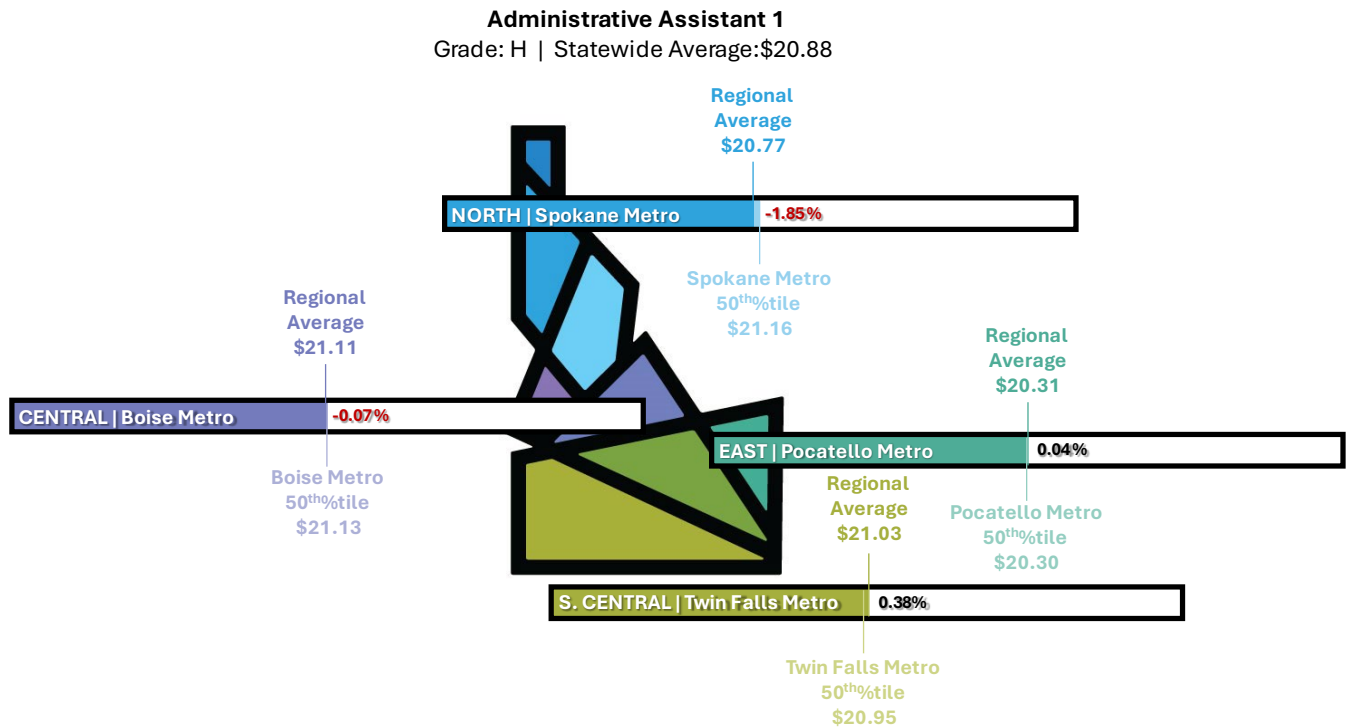 Administrative Assistant 1
Grade: H | Statewide Average:$20.88
Regional
Average
$20.77
NORTH | Spokane Metro
-1.85%
Spokane Metro
50th%tile
$21.16
Regional
Average
$21.11
CENTRAL | Boise Metro
-0.07%
Boise Metro
50th%tile
$21.13
Regional
Average
$20.31
EAST | Pocatello Metro
0.04%
Pocatello Metro
50th%tile
$20.30
Regional
Average
$21.03
S. CENTRAL | Twin Falls Metro
0.38%
Twin Falls Metro
50th%tile
$20.95